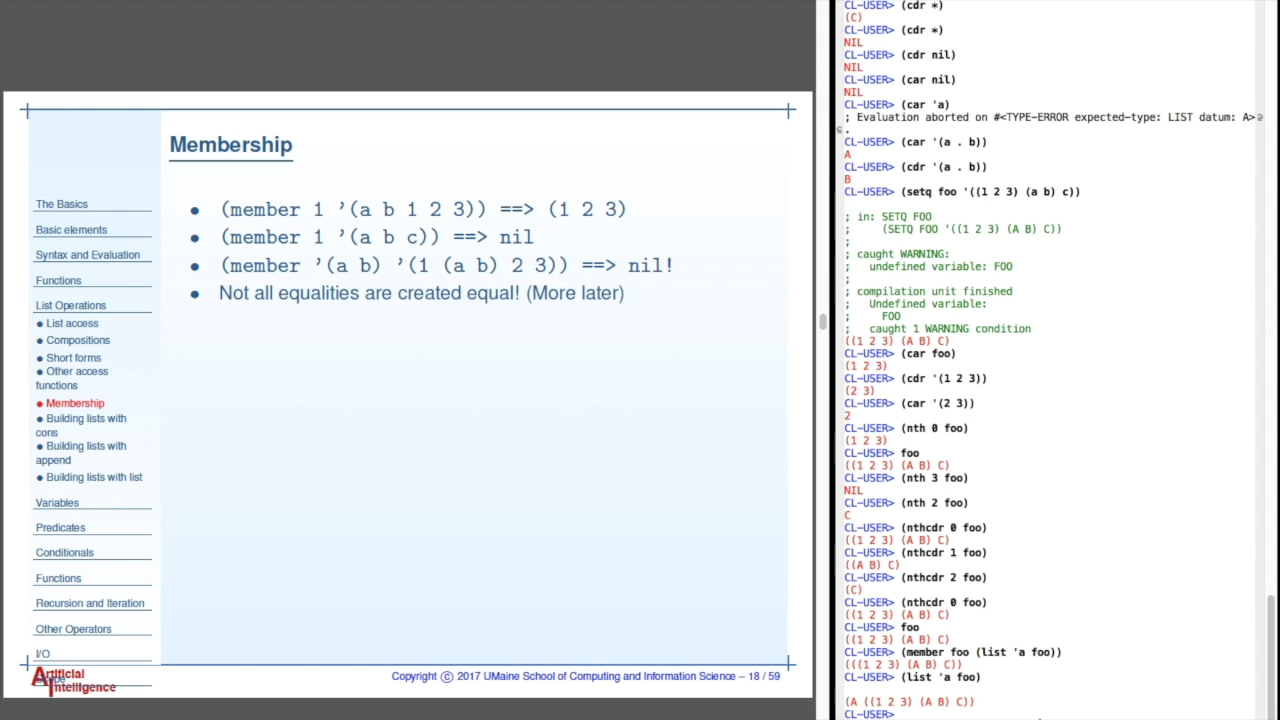 Membership
(member 1 ’(a b 1 2 3)) ==> (1 2 3)
(member 1 ’(a b c)) ==> nil
(member ’(a b) ’(1 (a b) 2 3)) ==> nil!
Not all equalities are created equal! (More later)
The Basics
Basic elements
Syntax and Evaluation
Functions
List Operations
● List access
● Compositions
● Short forms
● Other access
functions
● Membership
● Building lists with
cons
● Building lists with
append
● Building lists with list
Variables
Predicates
Conditionals
Functions
Recursion and Iteration
Other Operators
I/O
Artificial
Intelligence
Copyright © 2017 UMaine School of Computing and Information Science – 18 / 59
CL-USER> (cdr *)
(C)
CL-USER> (cdr *)
NIL
CL-USER> (cdr nil)
NIL
CL-USER> (car nil)
NIL
CL-USER> (car 'a)
; Evaluation aborted on #<TYPE-ERROR expected-type: LIST datum: A>
.
CL-USER> (car '(a . b))
A
CL-USER> (cdr '(a . b))
B
CL-USER> (setq foo '((1 2 3) (a b) c))
; in: SETQ FOO
;     (SETQ FOO '((1 2 3) (A B) C))
;
; caught WARNING:
;   undefined variable: FOO
;
; compilation unit finished
;   Undefined variable:
;     FOO
;   caught 1 WARNING condition
((1 2 3) (A B) C)
CL-USER> (car foo)
(1 2 3)
CL-USER> (cdr '(1 2 3))
(2 3)
CL-USER> (car '(2 3))
2
CL-USER> (nth 0 foo)
(1 2 3)
CL-USER> foo
((1 2 3) (A B) C)
CL-USER> (nth 3 foo)
NIL
CL-USER> (nth 2 foo)
C
CL-USER> (nthcdr 0 foo)
((1 2 3) (A B) C)
CL-USER> (nthcdr 1 foo)
((A B) C)
CL-USER> (nthcdr 2 foo)
(C)
CL-USER> (nthcdr 0 foo)
((1 2 3) (A B) C)
CL-USER> foo
((1 2 3) (A B) C)
CL-USER> (member foo (list 'a foo))
(((1 2 3) (A B) C))
CL-USER> (list 'a foo)
(A ((1 2 3) (A B) C))
CL-USER>